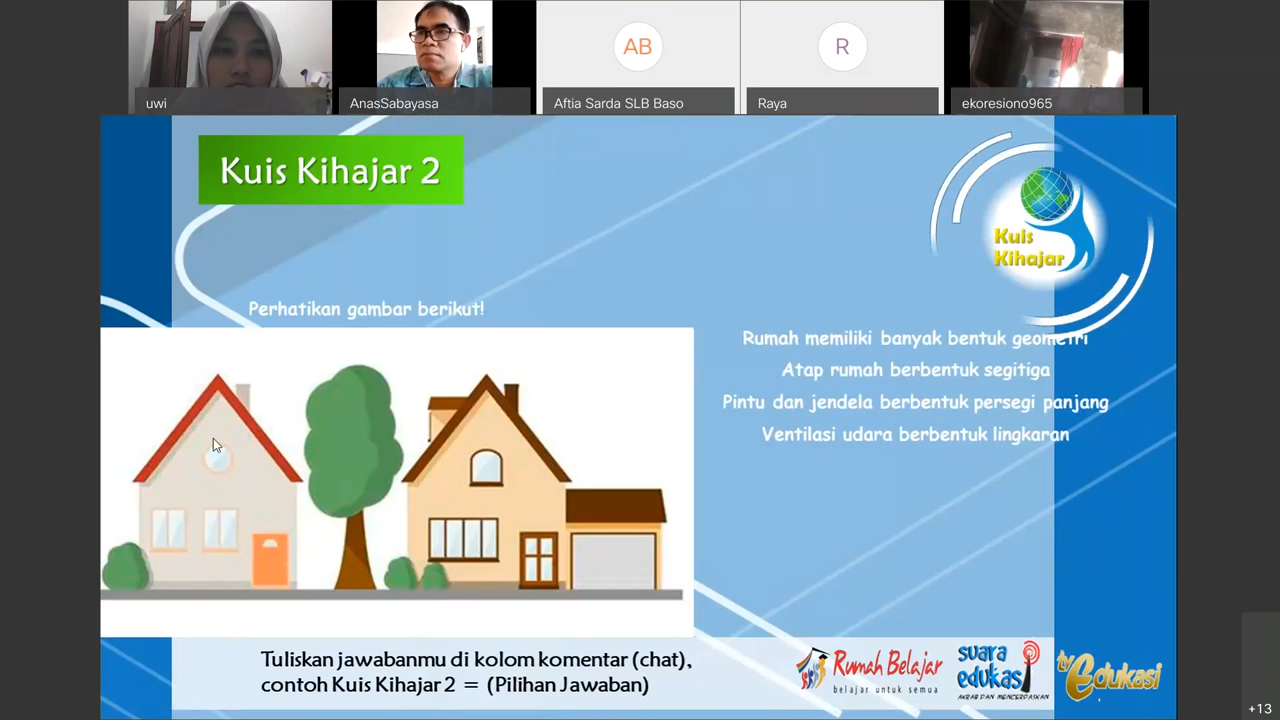 uwi
AnasSabayasa
Aftia Sarda SLB Baso
Raya
ekoresiono965
AB
R
Kuis Kihajar 2
Kuis
Kihajar
Perhatikan gambar berikut!
Rumah memiliki banyak bentuk geometri
Atap rumah berbentuk segitiga
Pintu dan jendela berbentuk persegi panjang
Ventilasi udara berbentuk lingkaran
Tuliskan jawabanmu di kolom komentar (chat),
contoh Kuis Kihajar 2 = (Pilihan Jawaban)
Rumah Belajar
belajar untuk semua
suara
edukasi
AKRAB DAN MENCERDASKAN
tv Edukasi
+13